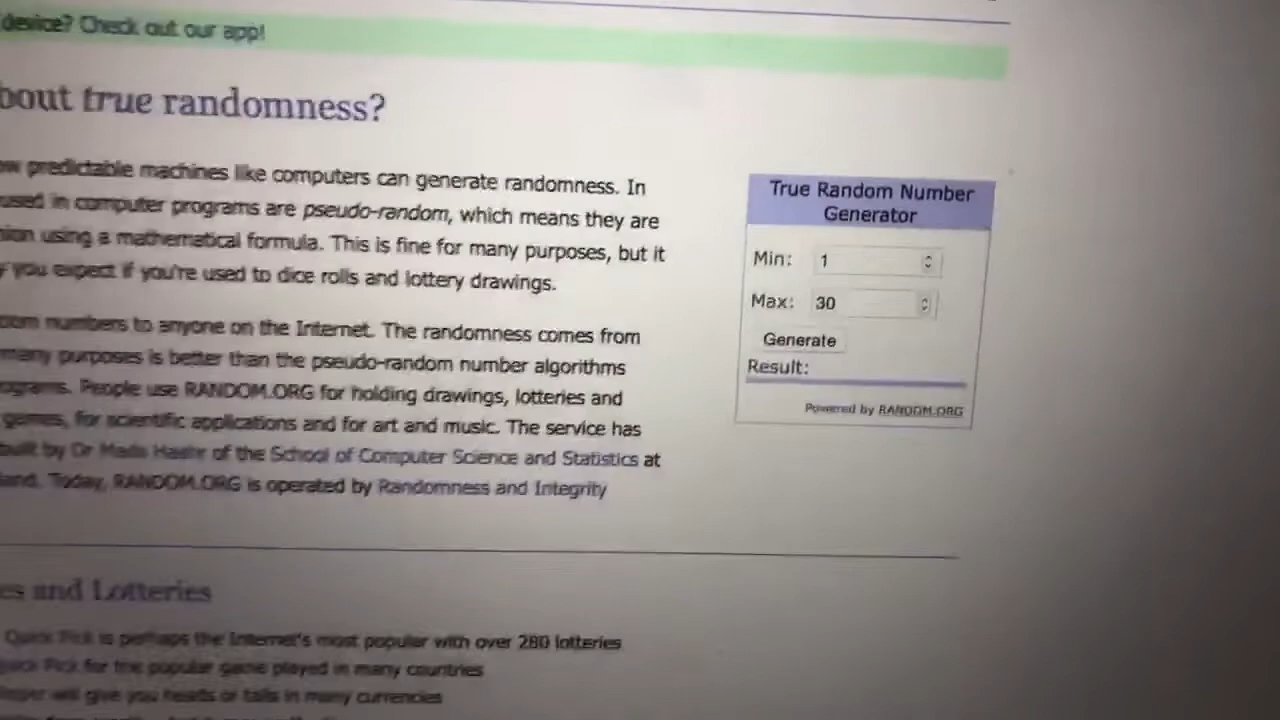 device? Check out our app!
bout true randomness?
ow predictable machines like computers can generate randomness. In
used in computer programs are pseudo-random, which means they are
hion using a mathematical formula. This is fine for many purposes, but it
y you expect if you're used to dice rolls and lottery drawings.
dom numbers to anyone on the Internet. The randomness comes from
many purposes is better than the pseudo-random number algorithms
ograms. People use RANDOM.ORG for holding drawings, lotteries and
games, for scientific applications and for art and music. The service has
built by Dr Mads Haahr of the School of Computer Science and Statistics at
land. Today, RANDOM.ORG is operated by Randomness and Integrity
True Random Number
Generator
Min: 1
Max: 30
Generate
Result:
Powered by RANDOM.ORG
es and Lotteries
Quick Pick is perhaps the Internet's most popular with over 280 lotteries
Quick Pick for the popular game played in many countries
will give you heads or tails in many currencies